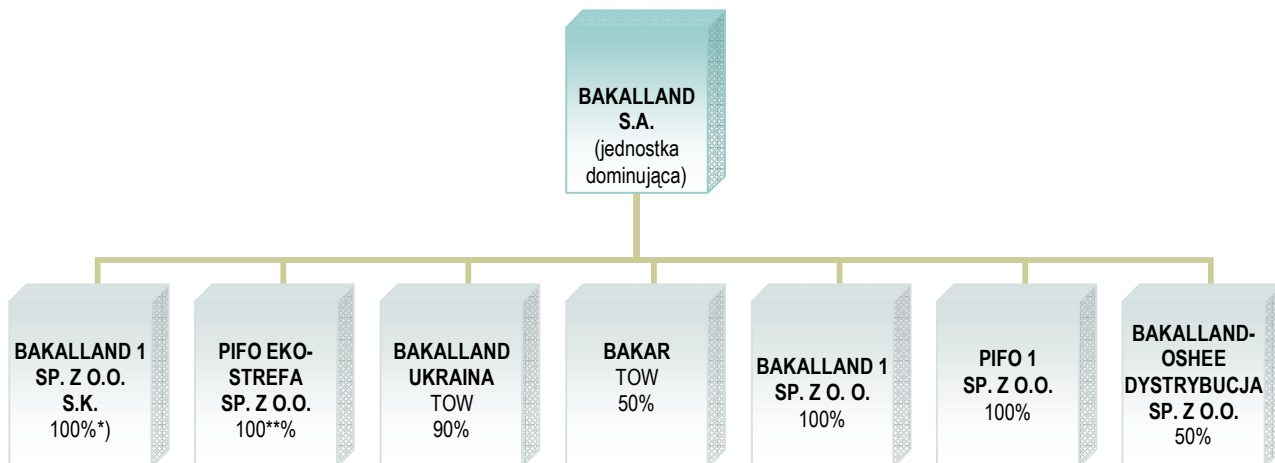 BAKALLAND
S.A.
(jednostka
dominująca)
BAKALLAND 1
SP. Z O.O.
S.K.
100%*)
PIFO EKO-
STREFA
SP. Z O.O.
100**%
BAKALLAND
UKRAINA
TOW
90%
BAKAR
TOW
50%
BAKALLAND 1
SP. Z O. O.
100%
PIFO 1
SP. Z O.O.
100%
BAKALLAND-
OSHEE
DYSTRYBUCJA
SP. Z O.O.
50%